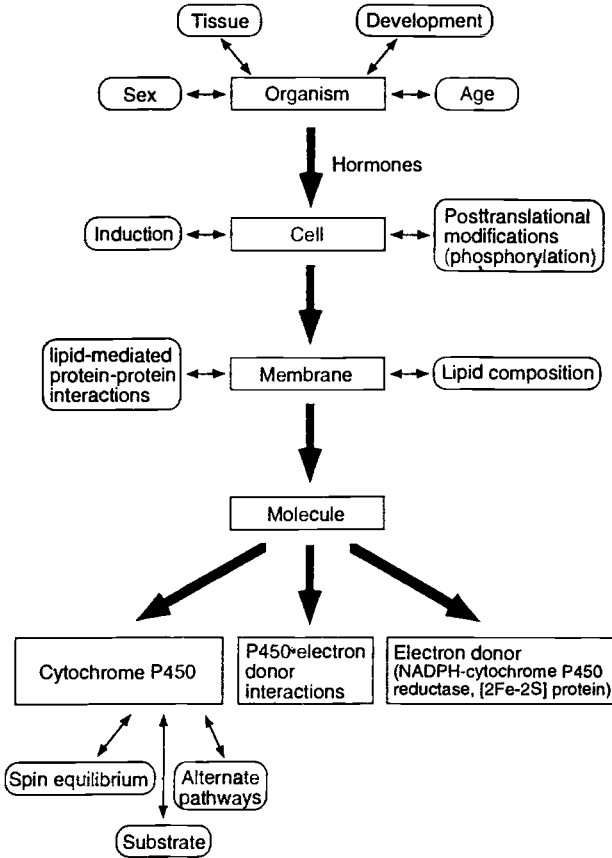 Tissue
Development
Sex
Organism
Age
Hormones
Induction
Cell
Posttranslational
modifications
(phosphorylation)
lipid-mediated
protein-protein
interactions
Membrane
Lipid composition
Molecule
Cytochrome P450
P450•electron
donor
interactions
Electron donor
(NADPH-cytochrome P450
reductase, [2Fe-2S] protein)
Spin equilibrium
Alternate
pathways
Substrate